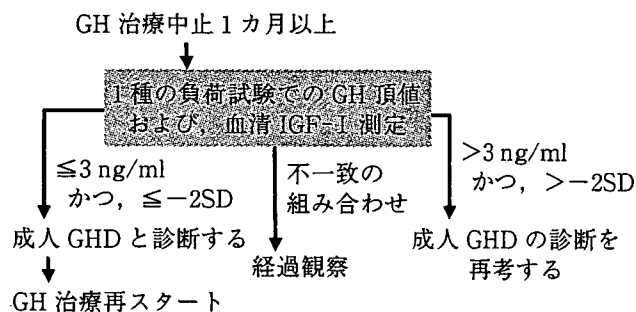 GH 治療中止 1 カ月以上
1 種の負荷試験での GH 頂値
および，血清 IGF-I 測定
≦3 ng/ml
かつ，≦−2SD
不一致の
組み合わせ
>3 ng/ml
かつ，>−2SD
成人 GHD と診断する
経過観察
成人 GHD の診断を
再考する
GH 治療再スタート